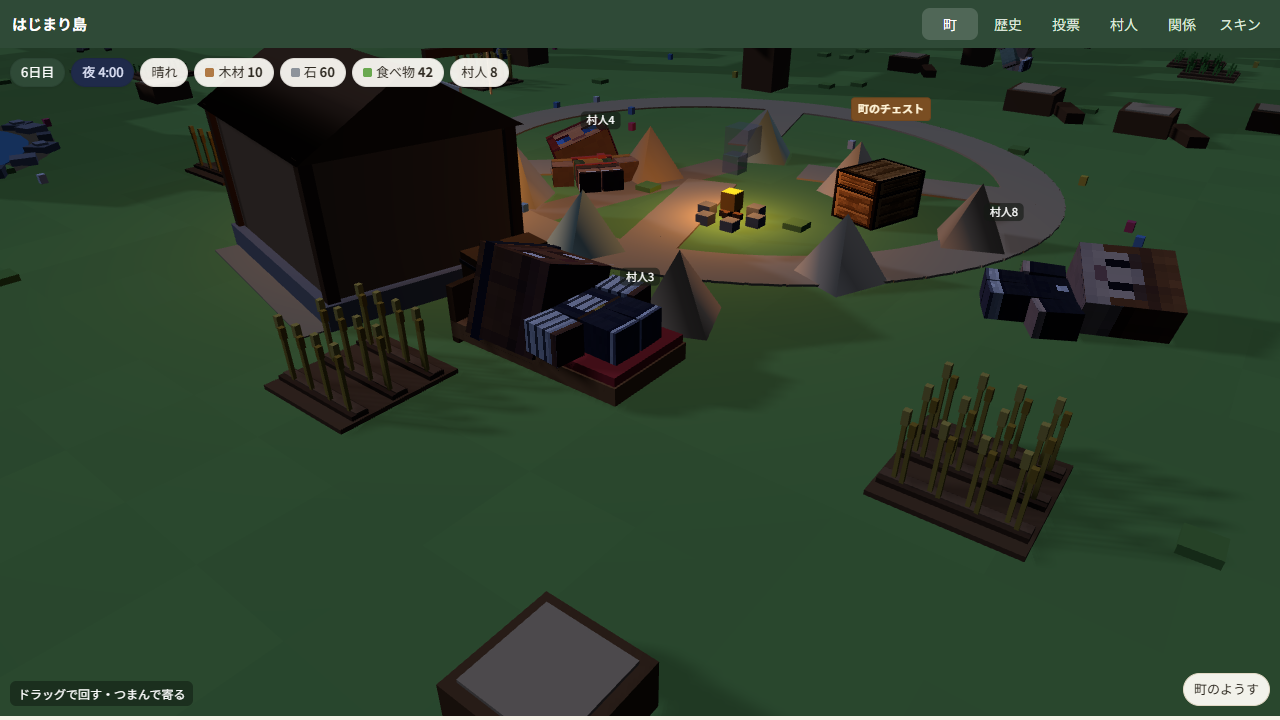 はじまり島
町 歴史 投票 村人 関係 スキン
6日目 夜 4:00 晴れ 木材 10 石 60 食べ物 42 村人 8
町のチェスト
村人4
村人8
村人3
ドラッグで回す・つまんで寄る
町のようす